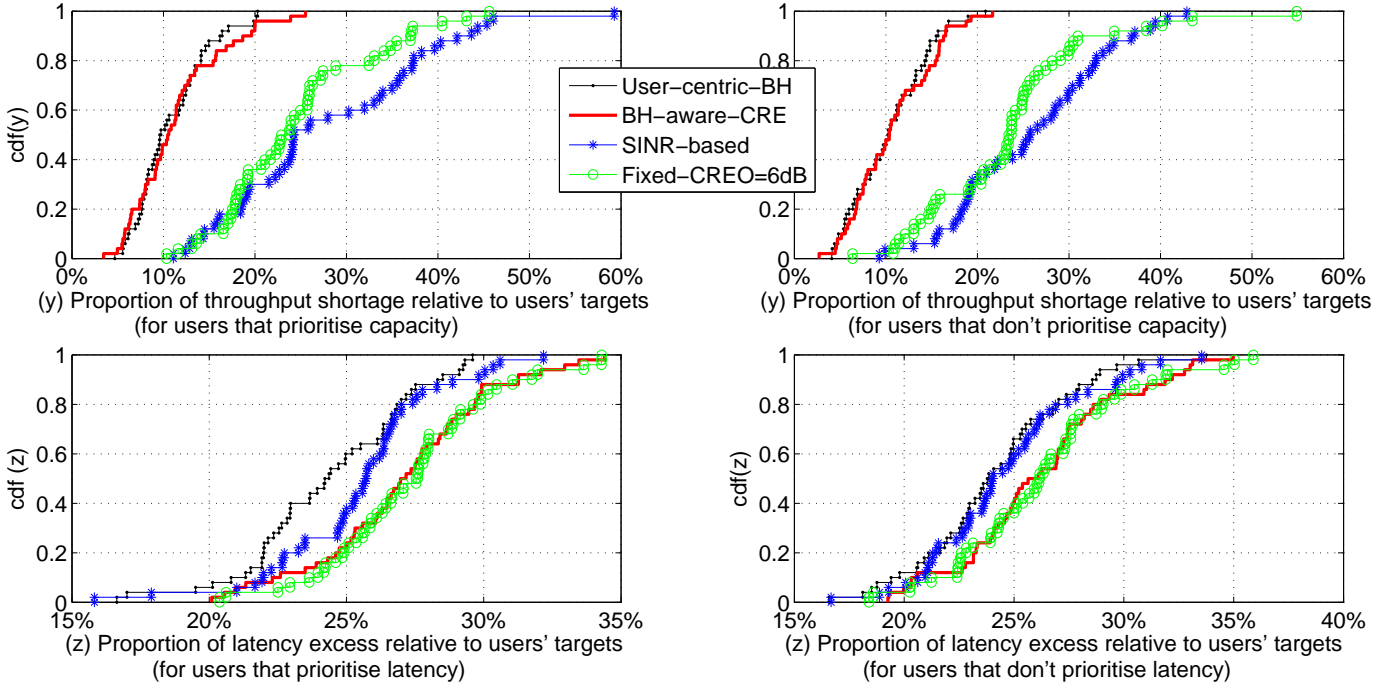 1
0.8
0.6
0.4
0.2
0
cdf(y)
0% 10% 20% 30% 40% 50% 60%
(y) Proportion of throughput shortage relative to users' targets
(for users that prioritise capacity)
1
0.8
0.6
0.4
0.2
0
cdf(y)
0% 10% 20% 30% 40% 50% 60%
(y) Proportion of throughput shortage relative to users' targets
(for users that don't prioritise capacity)
User-centric-BH
BH-aware-CRE
SINR-based
Fixed-CREO=6dB
1
0.8
0.6
0.4
0.2
0
cdf (z)
15% 20% 25% 30% 35%
(z) Proportion of latency excess relative to users' targets
(for users that prioritise latency)
1
0.8
0.6
0.4
0.2
0
cdf(z)
15% 20% 25% 30% 35% 40%
(z) Proportion of latency excess relative to users' targets
(for users that don't prioritise latency)